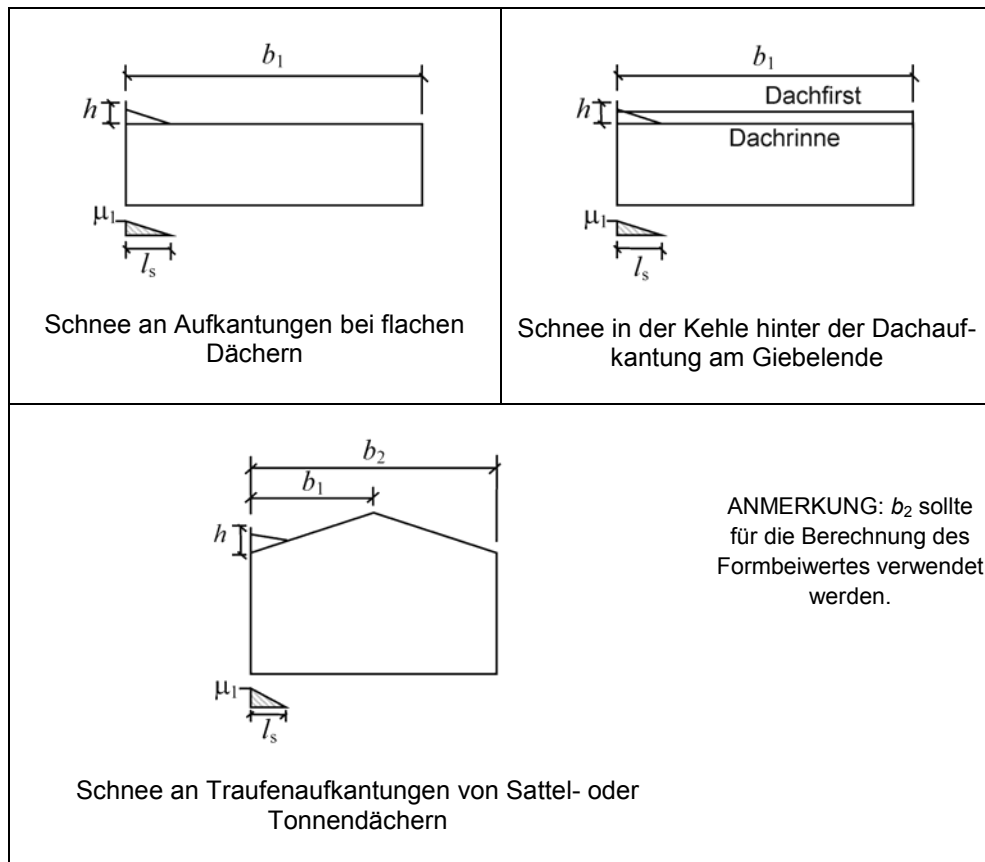 b₁
h
μ₁
lₛ
Schnee an Aufkantungen bei flachen
Dächern
b₁
Dachfirst
h
Dachrinne
μ₁
lₛ
Schnee in der Kehle hinter der Dachauf-
kantung am Giebelende
b₂
b₁
h
μ₁
lₛ
ANMERKUNG: b₂ sollte
für die Berechnung des
Formbeiwertes verwendet
werden.
Schnee an Traufenaufkantungen von Sattel- oder
Tonnendächern